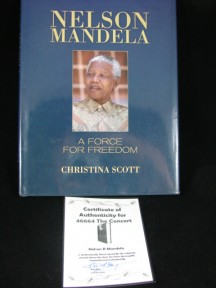 NELSON
MANDELA
A FORCE
FOR FREEDOM
CHRISTINA SCOTT
Certificate of
Authenticity for
46664 The Concert
Nelson R Mandela